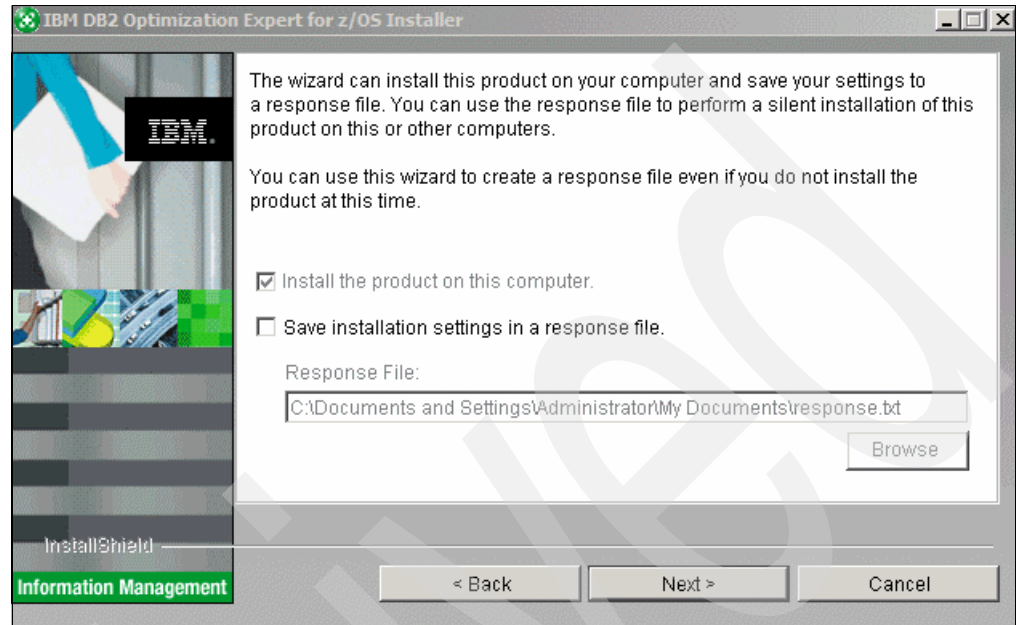 IBM DB2 Optimization Expert for z/OS Installer
IBM.
The wizard can install this product on your computer and save your settings to
a response file. You can use the response file to perform a silent installation of this
product on this or other computers.
You can use this wizard to create a response file even if you do not install the
product at this time.
Install the product on this computer.
Save installation settings in a response file.
Response File:
C:\Documents and Settings\Administrator\My Documents\response.txt
Browse
InstallShield
Information Management
< Back
Next >
Cancel